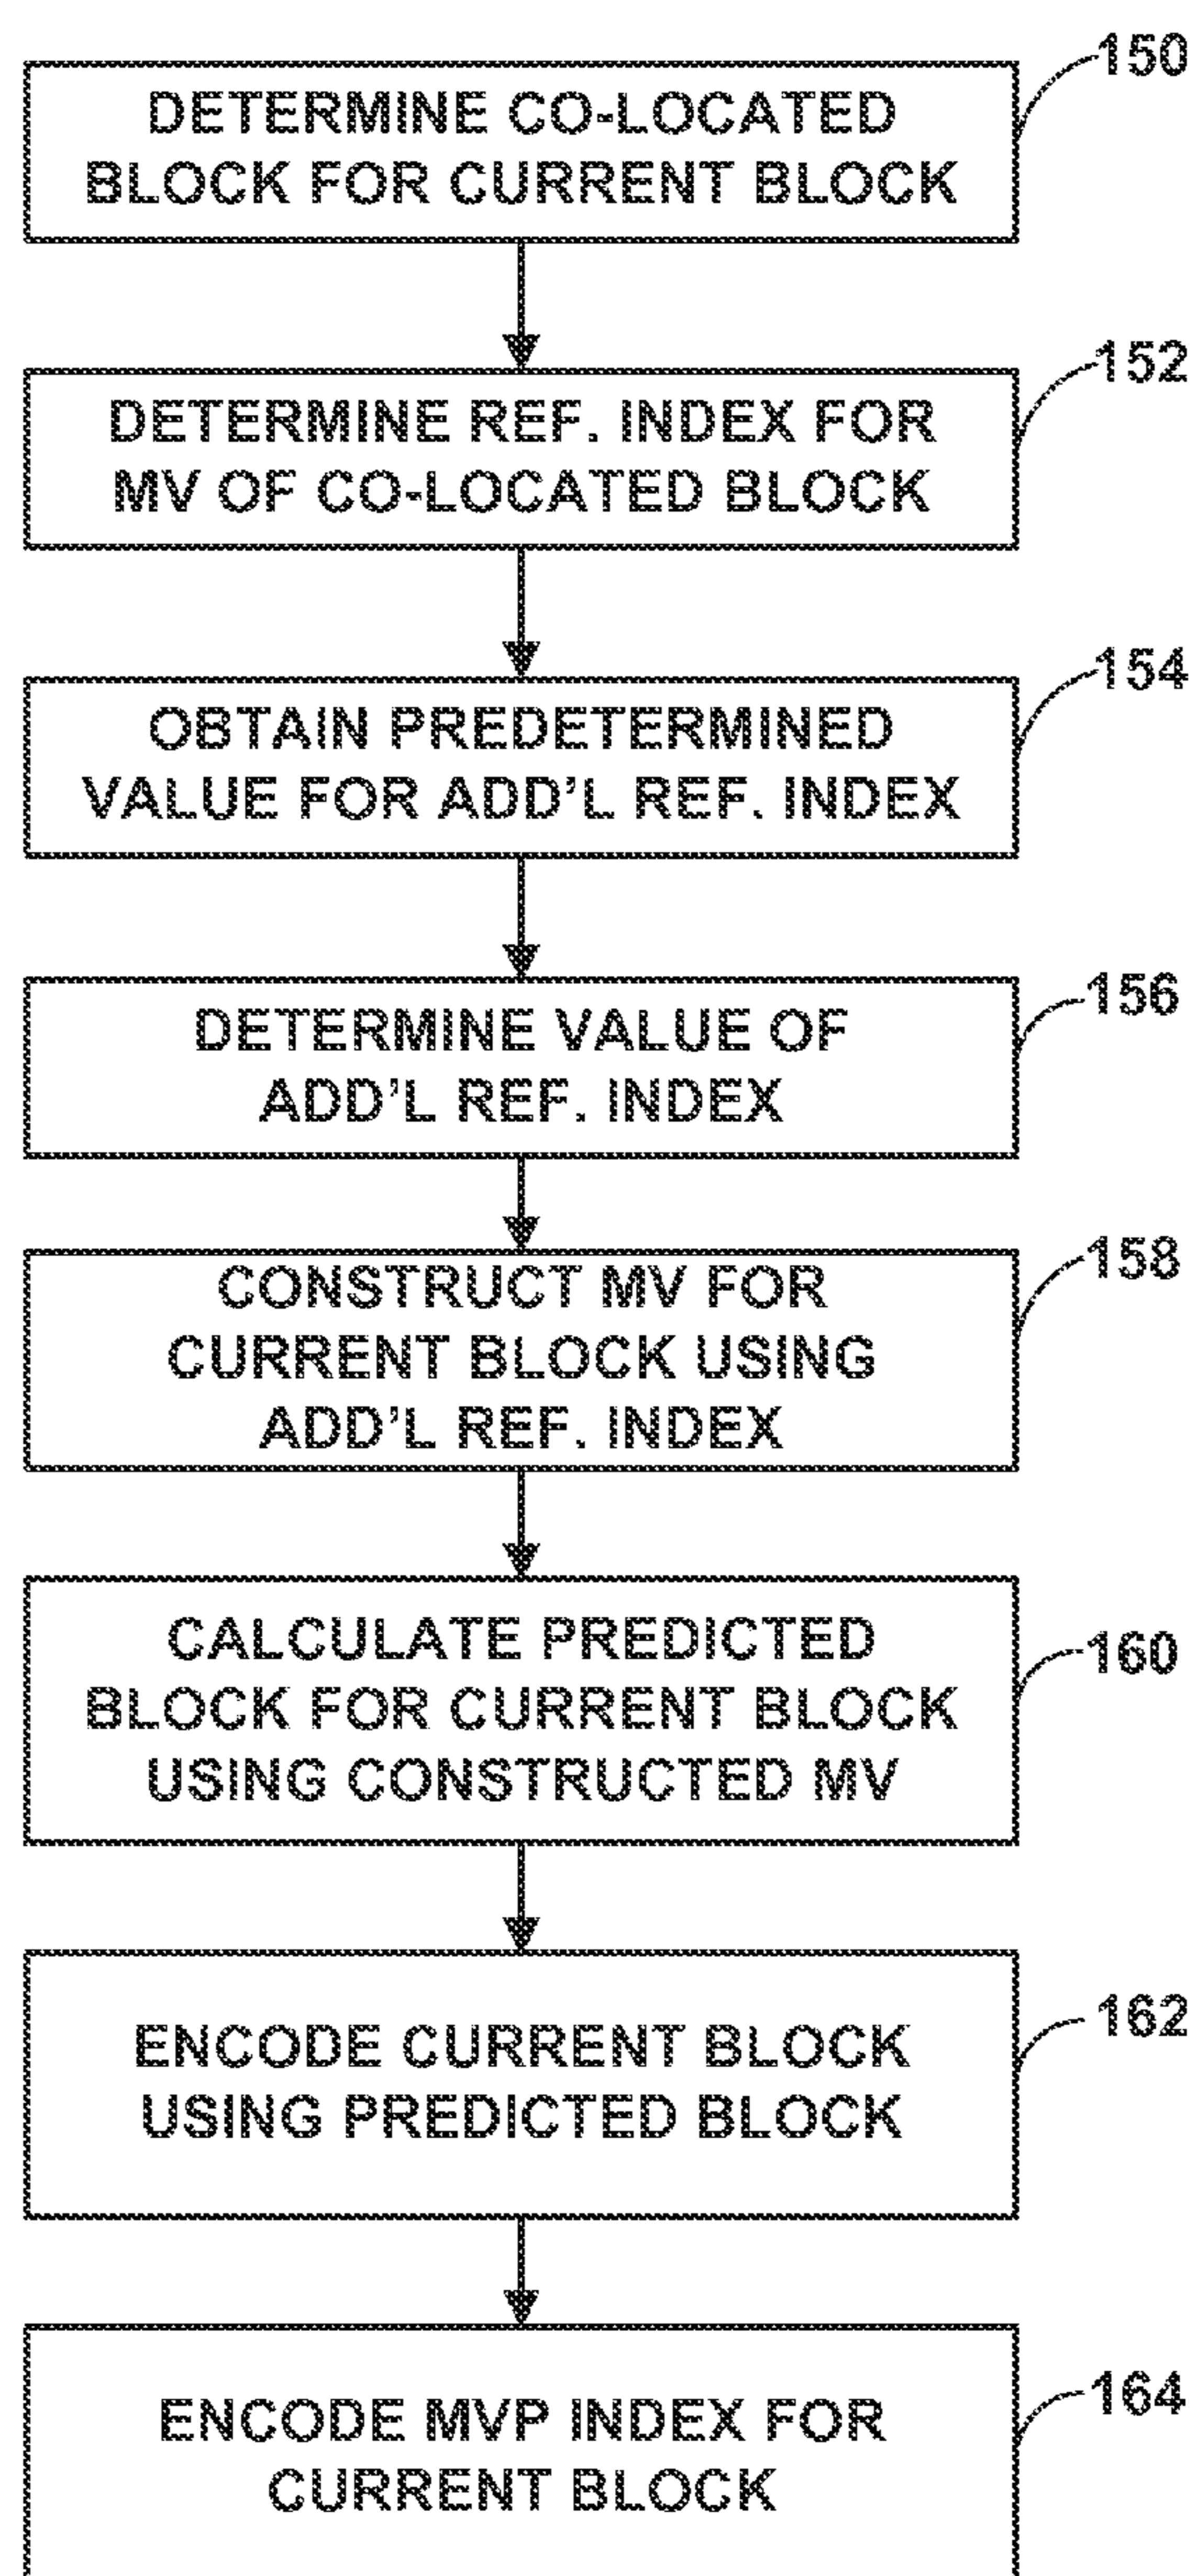 150
DETERMINE CO-LOCATED
BLOCK FOR CURRENT BLOCK
152
DETERMINE REF. INDEX FOR
MV OF CO-LOCATED BLOCK
154
OBTAIN PREDETERMINED
VALUE FOR ADD'L REF. INDEX
156
DETERMINE VALUE OF
ADD'L REF. INDEX
158
CONSTRUCT MV FOR
CURRENT BLOCK USING
ADD'L REF. INDEX
160
CALCULATE PREDICTED
BLOCK FOR CURRENT BLOCK
USING CONSTRUCTED MV
162
ENCODE CURRENT BLOCK
USING PREDICTED BLOCK
164
ENCODE MVP INDEX FOR
CURRENT BLOCK